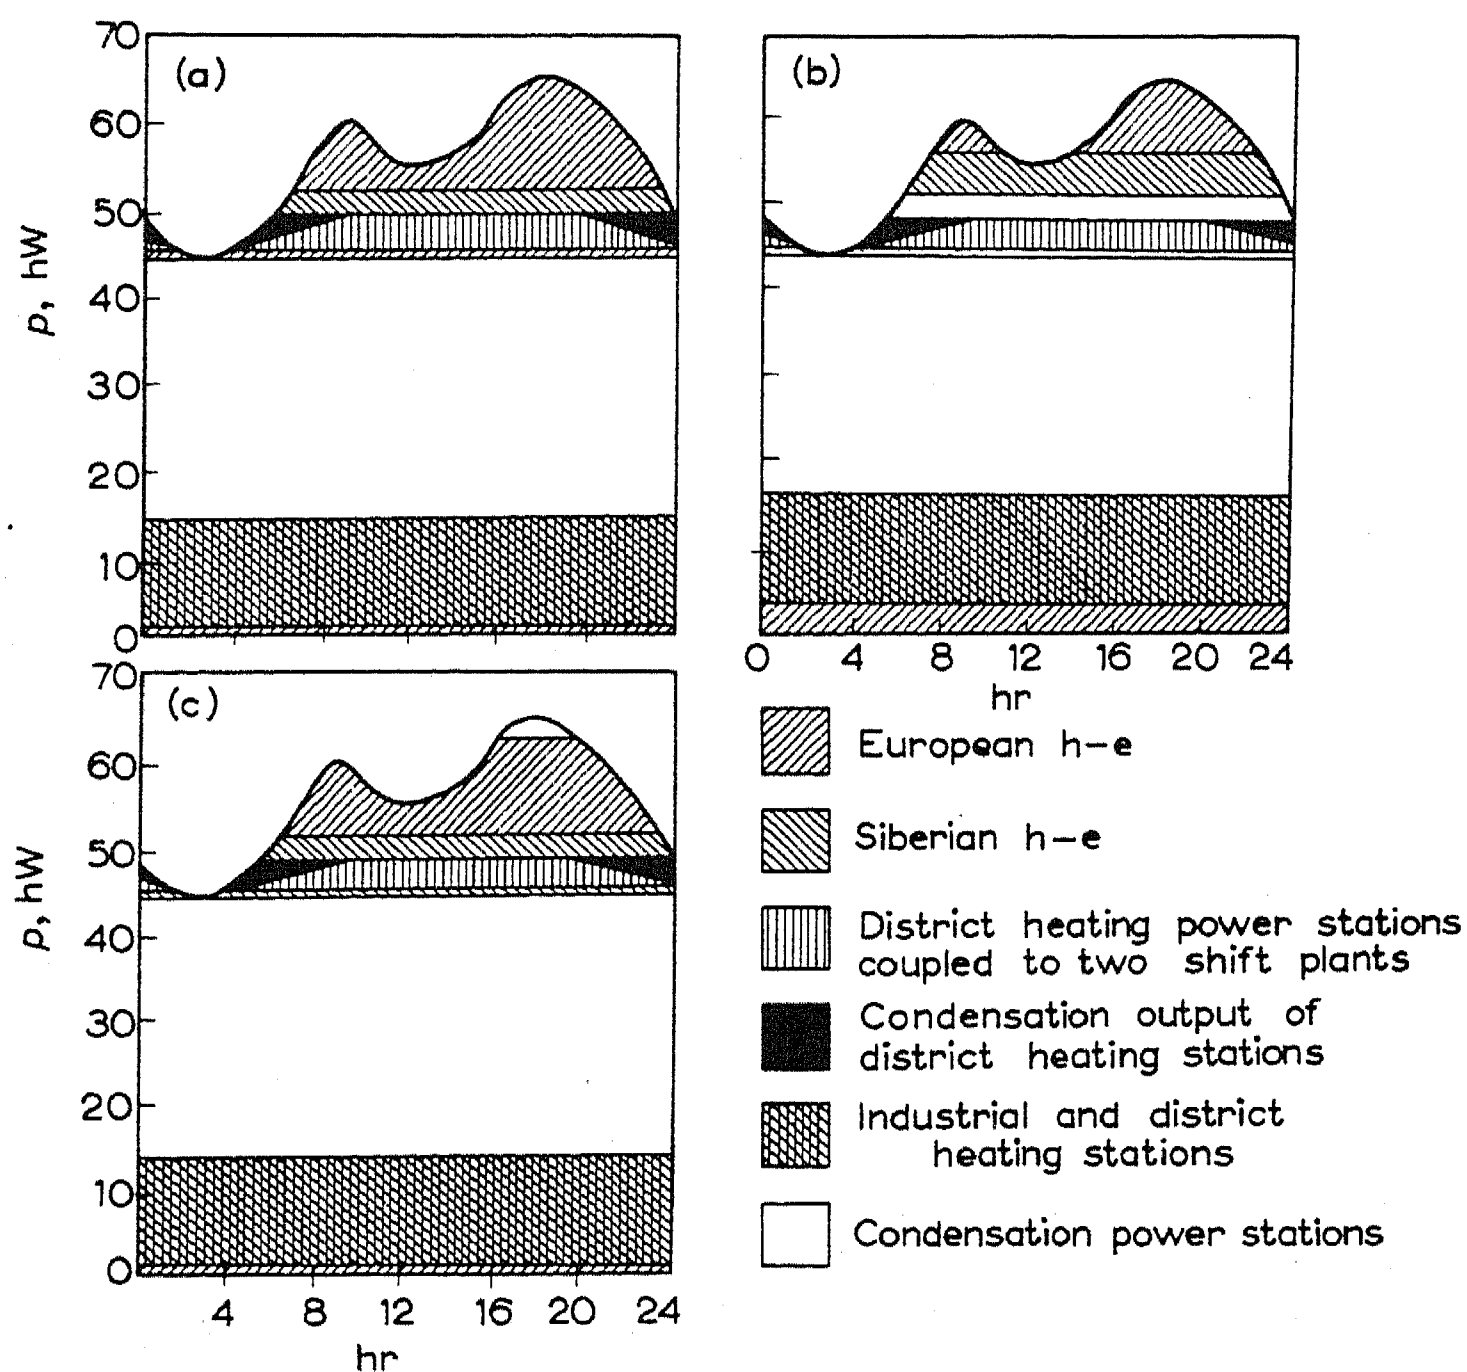 70
(a)
60
50
p, hW
40
30
20
10
0
(b)
0 4 8 12 16 20 24
hr
70
(c)
60
50
p, hW
40
30
20
10
0
4 8 12 16 20 24
hr
European h-e
Siberian h-e
District heating power stations
coupled to two shift plants
Condensation output of
district heating stations
Industrial and district
heating stations
Condensation power stations